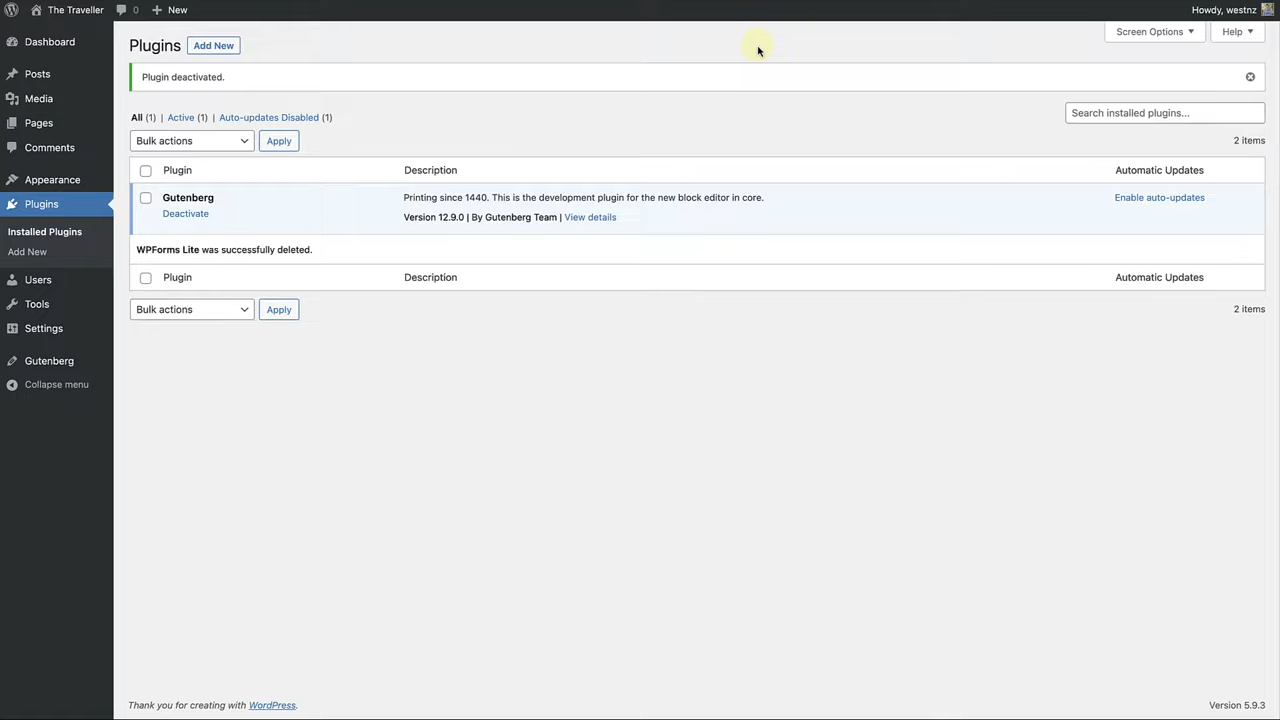 The Traveller 0 New Howdy, westnz
Dashboard
Posts
Media
Pages
Comments
Appearance
Plugins
Installed Plugins
Add New
Users
Tools
Settings
Gutenberg
Collapse menu
Screen Options Help
Plugins Add New
Plugin deactivated.
All (1) | Active (1) | Auto-updates Disabled (1)
Search installed plugins...
Bulk actions Apply 2 items
Plugin Description Automatic Updates
Gutenberg Printing since 1440. This is the development plugin for the new block editor in core. Enable auto-updates
Deactivate Version 12.9.0 | By Gutenberg Team | View details
WPForms Lite was successfully deleted.
Plugin Description Automatic Updates
Bulk actions Apply 2 items
Thank you for creating with WordPress. Version 5.9.3